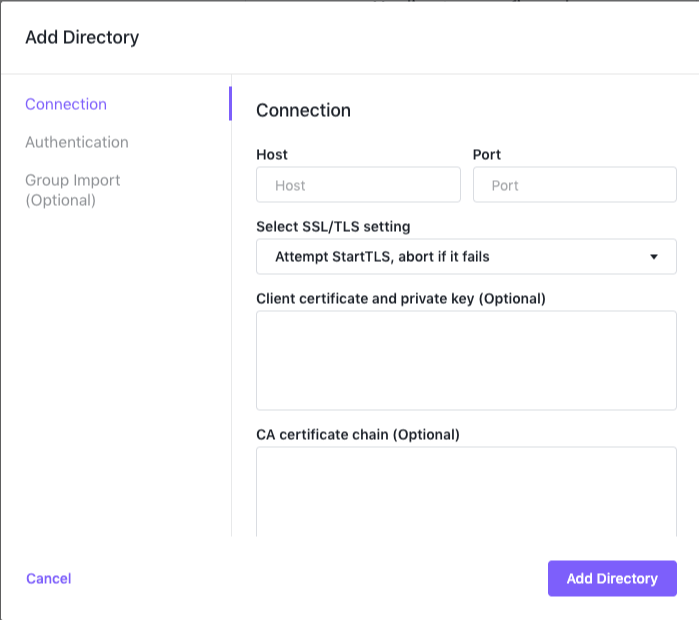 Add Directory
Connection
Authentication
Group Import
(Optional)
Connection
Host
Port
Host
Port
Select SSL/TLS setting
Attempt StartTLS, abort if it fails
Client certificate and private key (Optional)
CA certificate chain (Optional)
Cancel
Add Directory